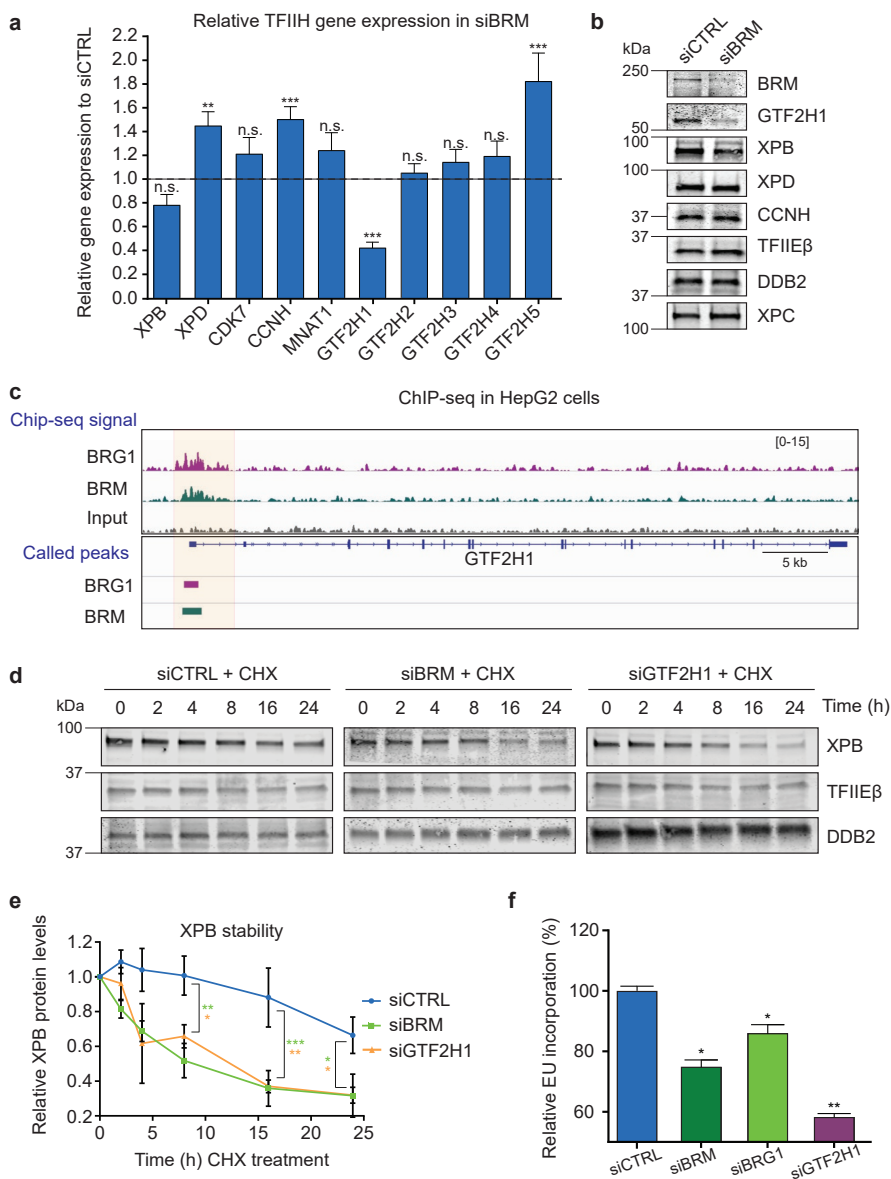 a
Relative TFIIH gene expression in siBRM
Relative gene expression to siCTRL
2.2
2.0
1.8
1.6
1.4
1.2
1.0
0.8
0.6
0.4
0.2
0.0
n.s.
**
n.s.
***
n.s.
***
n.s.
n.s.
n.s.
***
XPB
XPD
CDK7
CCNH
MNAT1
GTF2H1
GTF2H2
GTF2H3
GTF2H4
GTF2H5
b
kDa
siCTRL
siBRM
250
BRM
GTF2H1
50
100
XPB
100
XPD
37
CCNH
37
TFIIEβ
DDB2
37
XPC
100
c
ChIP-seq in HepG2 cells
Chip-seq signal
[0-15]
BRG1
BRM
Input
Called peaks
GTF2H1
5 kb
BRG1
BRM
d
siCTRL + CHX
siBRM + CHX
siGTF2H1 + CHX
kDa
0 2 4 8 16 24
0 2 4 8 16 24
0 2 4 8 16 24
Time (h)
100
XPB
37
TFIIEβ
DDB2
37
e
XPB stability
Relative XPB protein levels
1.2
1.0
0.8
0.6
0.4
0.2
**
*
***
**
*
*
siCTRL
siBRM
siGTF2H1
0 5 10 15 20 25
Time (h) CHX treatment
f
Relative EU incorporation (%)
120
100
80
60
*
*
**
siCTRL
siBRM
siBRG1
siGTF2H1